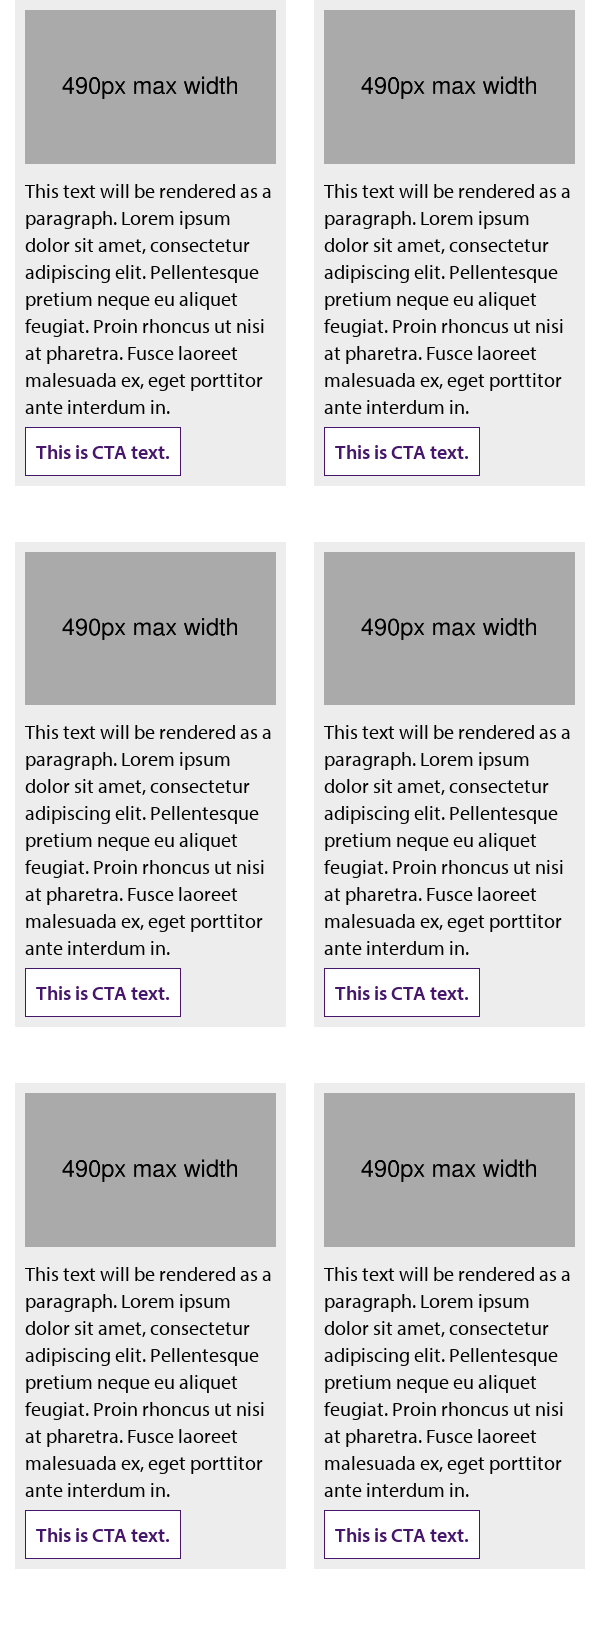 490px max width
This text will be rendered as a
paragraph. Lorem ipsum
dolor sit amet, consectetur
adipiscing elit. Pellentesque
pretium neque eu aliquet
feugiat. Proin rhoncus ut nisi
at pharetra. Fusce laoreet
malesuada ex, eget porttitor
ante interdum in.
This is CTA text.
490px max width
This text will be rendered as a
paragraph. Lorem ipsum
dolor sit amet, consectetur
adipiscing elit. Pellentesque
pretium neque eu aliquet
feugiat. Proin rhoncus ut nisi
at pharetra. Fusce laoreet
malesuada ex, eget porttitor
ante interdum in.
This is CTA text.
490px max width
This text will be rendered as a
paragraph. Lorem ipsum
dolor sit amet, consectetur
adipiscing elit. Pellentesque
pretium neque eu aliquet
feugiat. Proin rhoncus ut nisi
at pharetra. Fusce laoreet
malesuada ex, eget porttitor
ante interdum in.
This is CTA text.
490px max width
This text will be rendered as a
paragraph. Lorem ipsum
dolor sit amet, consectetur
adipiscing elit. Pellentesque
pretium neque eu aliquet
feugiat. Proin rhoncus ut nisi
at pharetra. Fusce laoreet
malesuada ex, eget porttitor
ante interdum in.
This is CTA text.
490px max width
This text will be rendered as a
paragraph. Lorem ipsum
dolor sit amet, consectetur
adipiscing elit. Pellentesque
pretium neque eu aliquet
feugiat. Proin rhoncus ut nisi
at pharetra. Fusce laoreet
malesuada ex, eget porttitor
ante interdum in.
This is CTA text.
490px max width
This text will be rendered as a
paragraph. Lorem ipsum
dolor sit amet, consectetur
adipiscing elit. Pellentesque
pretium neque eu aliquet
feugiat. Proin rhoncus ut nisi
at pharetra. Fusce laoreet
malesuada ex, eget porttitor
ante interdum in.
This is CTA text.